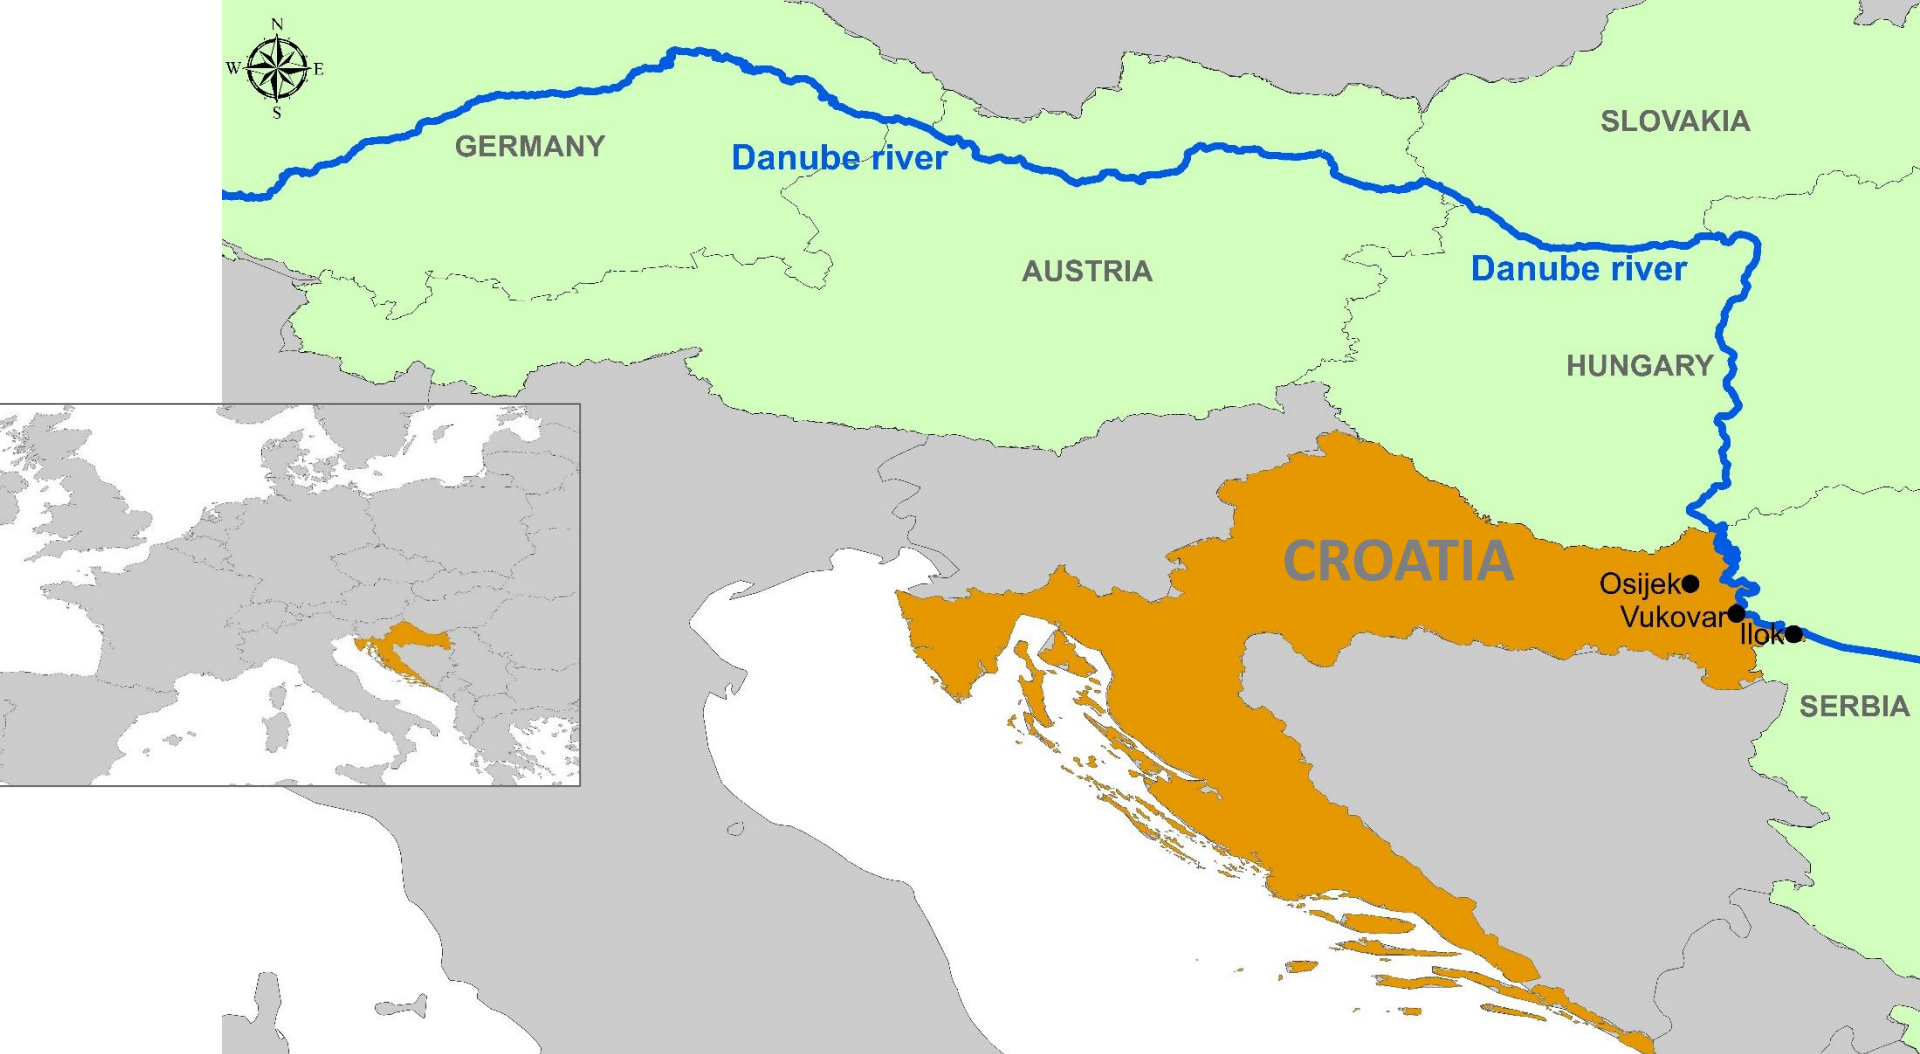 N
W
E
S
GERMANY
Danube river
SLOVAKIA
AUSTRIA
Danube river
HUNGARY
CROATIA
Osijek
Vukovar
Ilok
SERBIA